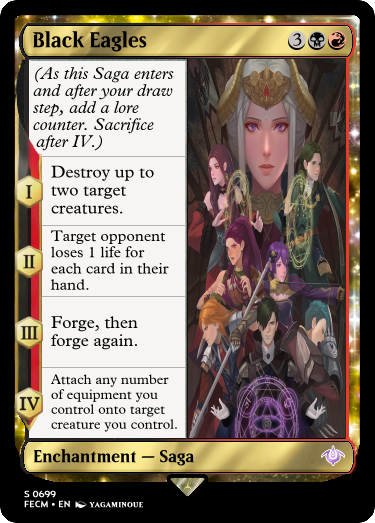 Black Eagles 3
(As this Saga enters
and after your draw
step, add a lore
counter. Sacrifice
after IV.)
I Destroy up to
two target
creatures.
II Target opponent
loses 1 life for
each card in their
hand.
III Forge, then
forge again.
IV Attach any number
of equipment you
control onto target
creature you control.
Enchantment — Saga
S 0699
FECM • EN YAGAMINOUE